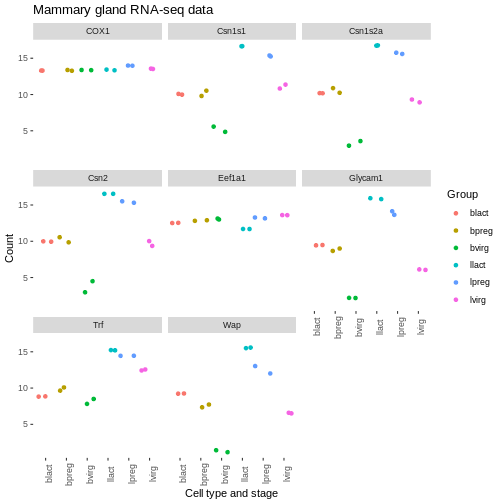 Mammary gland RNA-seq data
COX1 Csn1s1 Csn1s2a
15
10
5
Csn2 Eef1a1 Glycam1
15
10
5
Trf Wap
15
10
5
blact bpreg bvirg llact lpreg lvirg
blact bpreg bvirg llact lpreg lvirg
blact bpreg bvirg llact lpreg lvirg
Count
Cell type and stage
Group
blact
bpreg
bvirg
llact
lpreg
lvirg